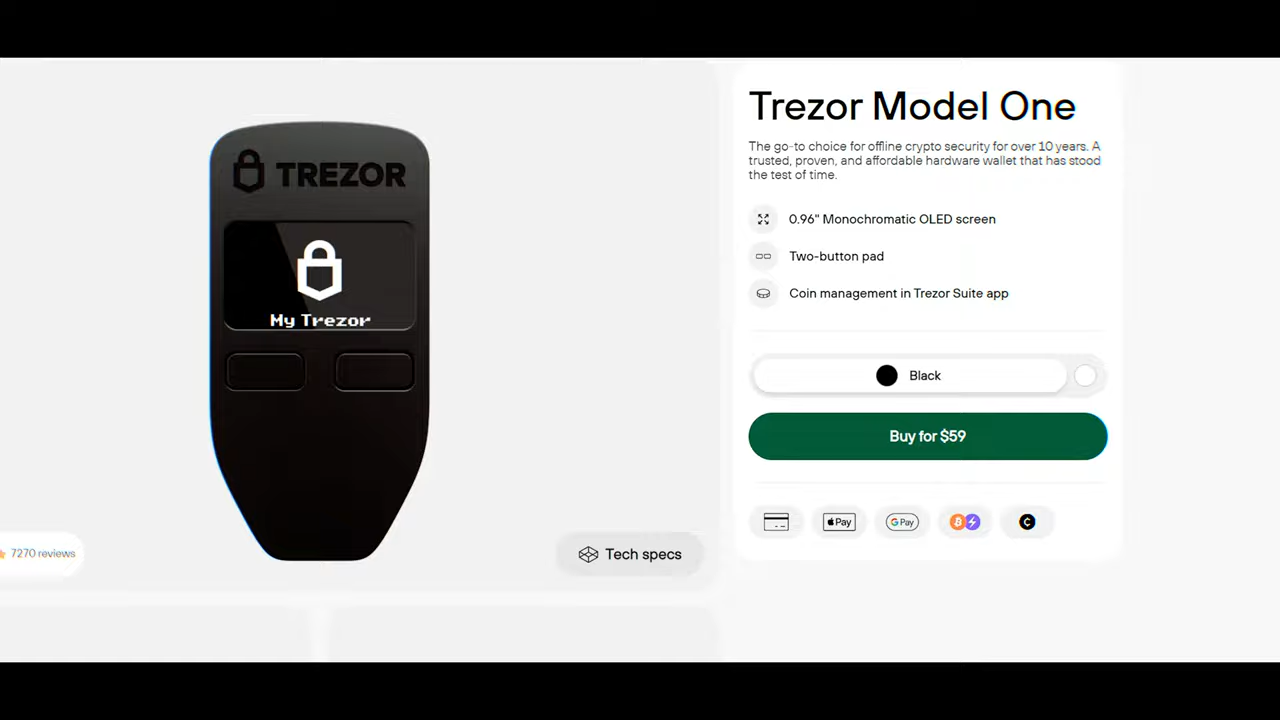 TREZOR
My Trezor
7270 reviews
Tech specs
Trezor Model One
The go-to choice for offline crypto security for over 10 years. A
trusted, proven, and affordable hardware wallet that has stood
the test of time.
0.96" Monochromatic OLED screen
Two-button pad
Coin management in Trezor Suite app
Black
Buy for $59
Pay
G Pay